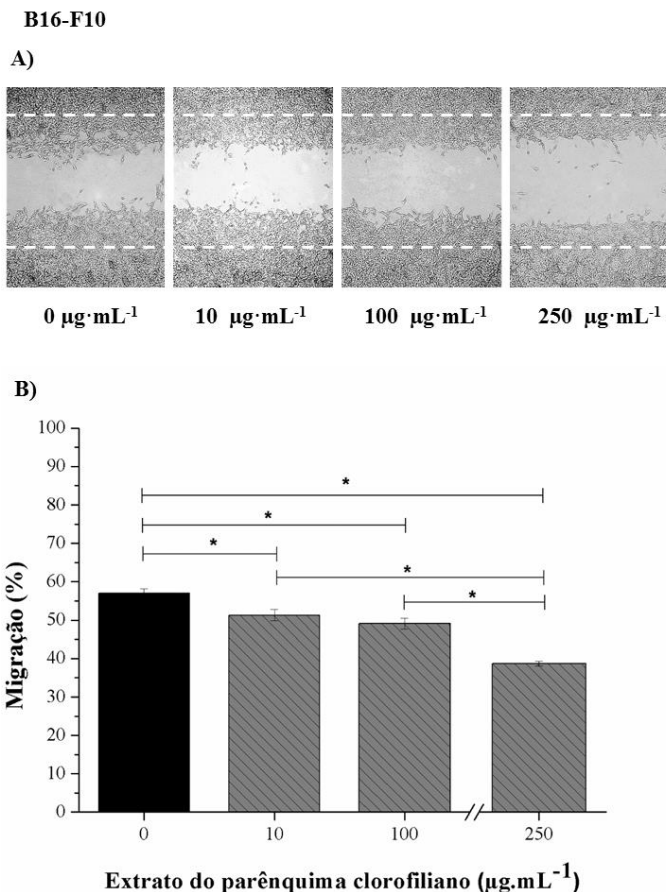 B16-F10
A)
0 µg·mL⁻¹ 10 µg·mL⁻¹ 100 µg·mL⁻¹ 250 µg·mL⁻¹
B)
100
90
80
70
60
50
40
30
20
10
0
Migração (%)
*
*
*
*
*
0 10 100 250
Extrato do parênquima clorofiliano (µg.mL⁻¹)